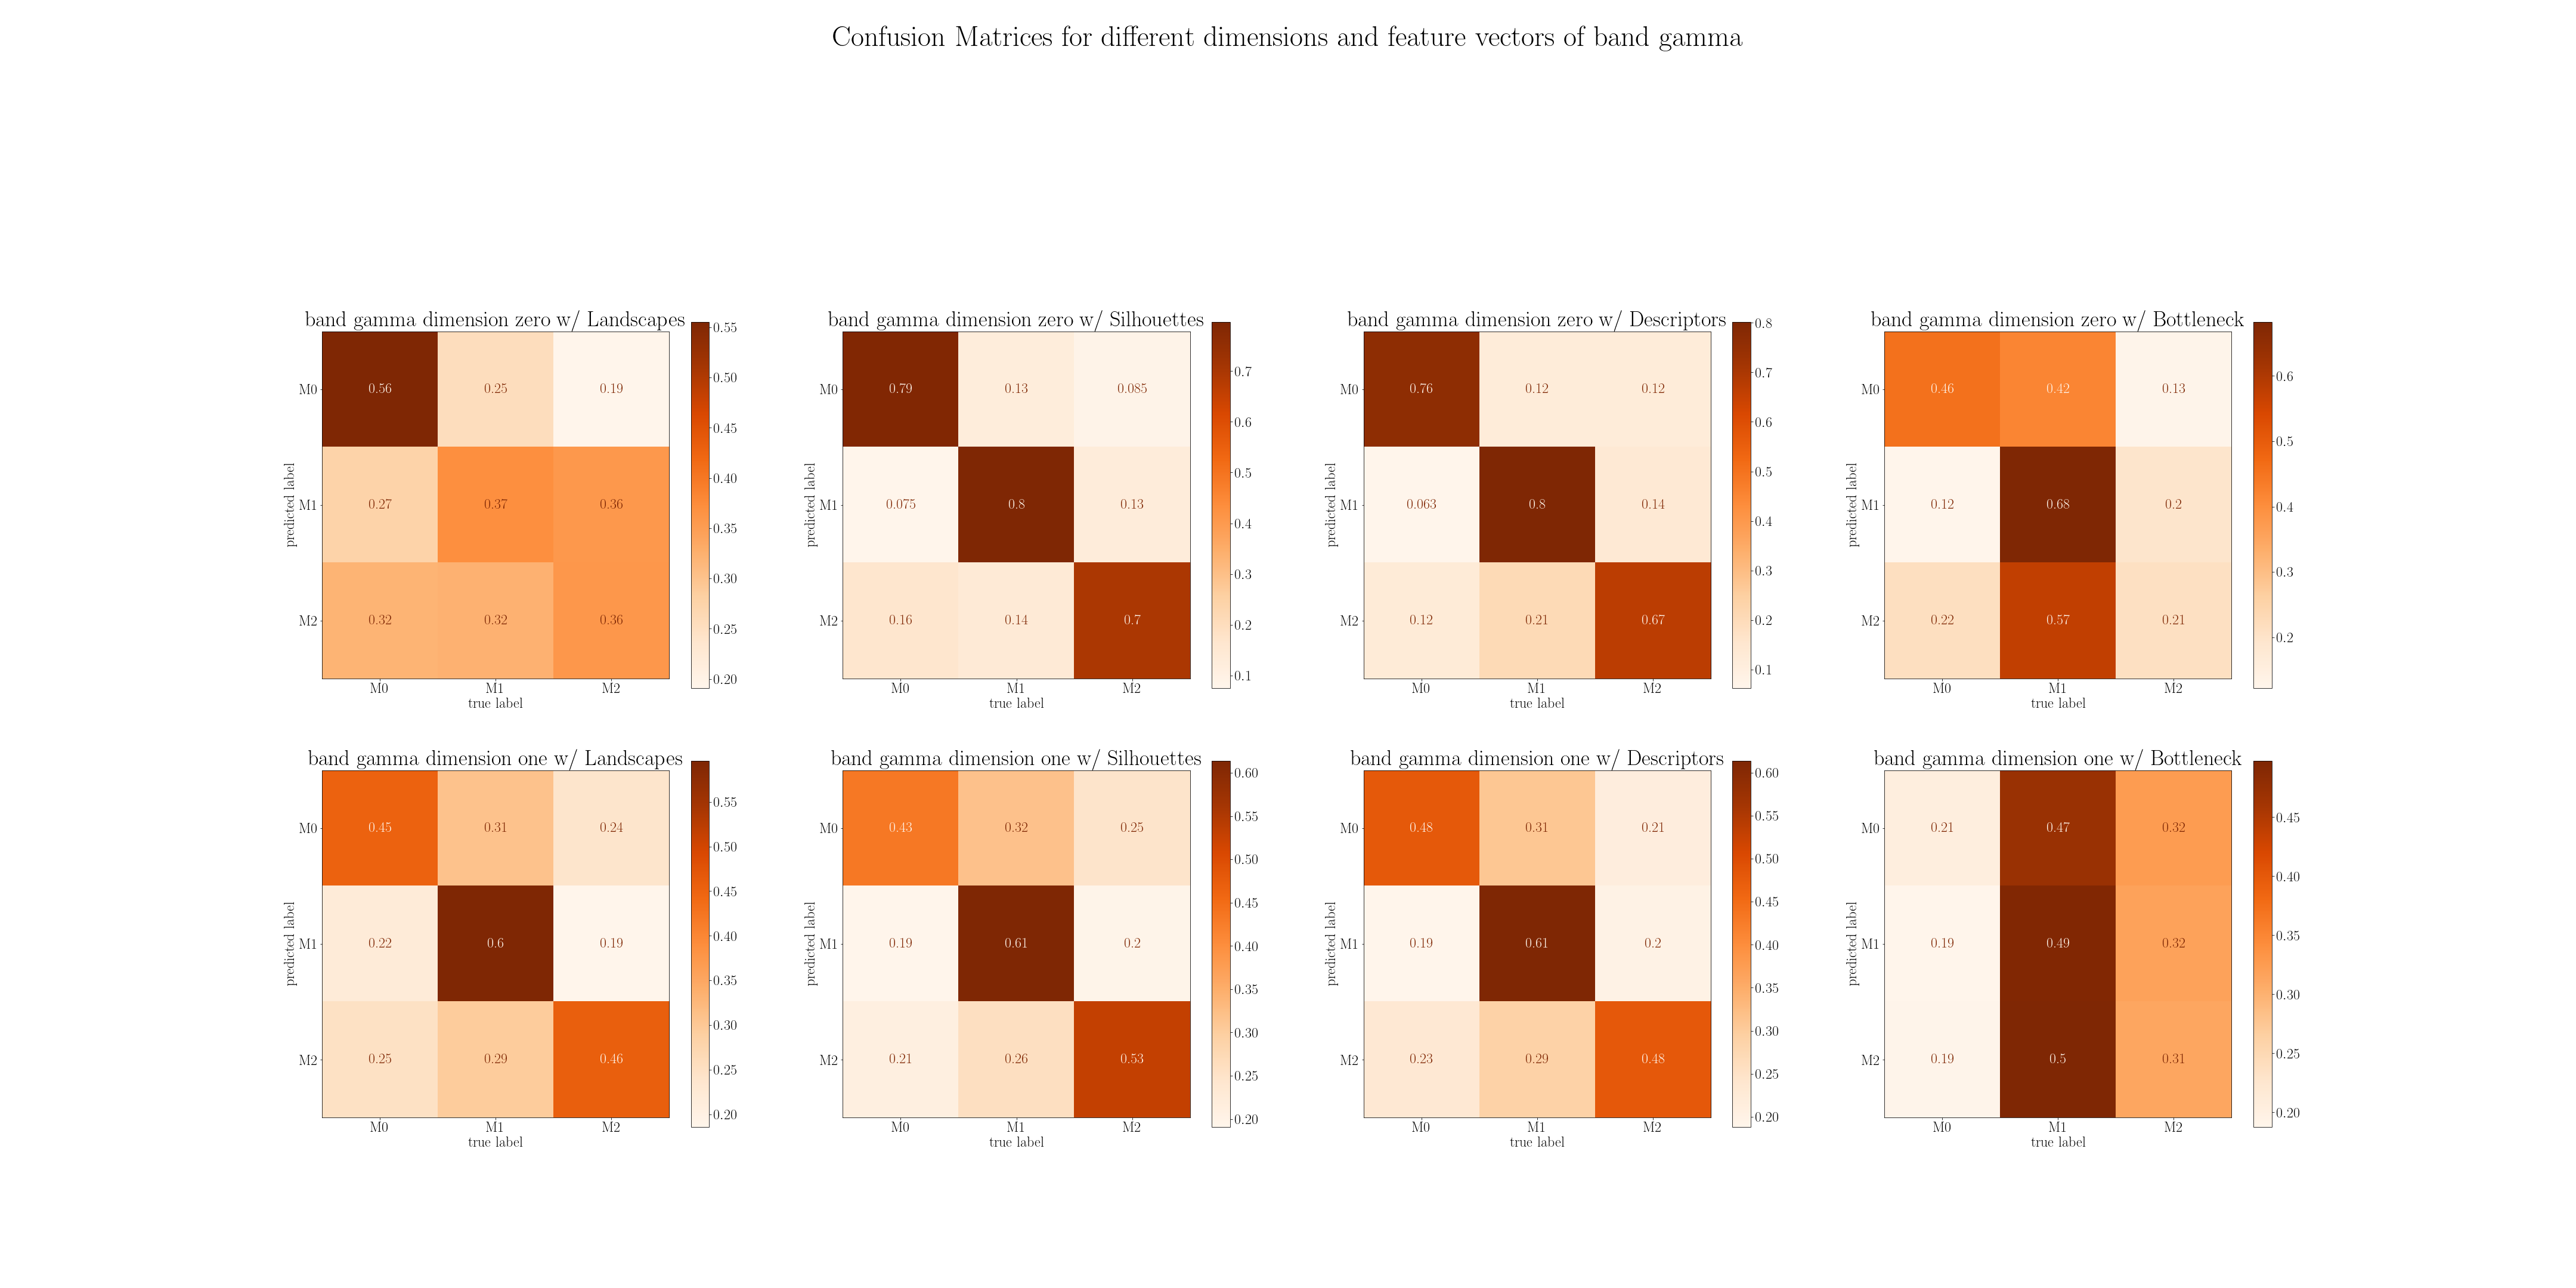 Confusion Matrices for different dimensions and feature vectors of band gamma
band gamma dimension zero w/ Landscapes
predicted label
M0 0.56 0.25 0.19
M1 0.27 0.37 0.36
M2 0.32 0.32 0.36
M0 M1 M2
true label
0.55
0.50
0.45
0.40
0.35
0.30
0.25
0.20
band gamma dimension zero w/ Silhouettes
predicted label
M0 0.79 0.13 0.085
M1 0.075 0.8 0.13
M2 0.16 0.14 0.7
M0 M1 M2
true label
0.7
0.6
0.5
0.4
0.3
0.2
0.1
band gamma dimension zero w/ Descriptors
predicted label
M0 0.76 0.12 0.12
M1 0.063 0.8 0.14
M2 0.12 0.21 0.67
M0 M1 M2
true label
0.8
0.7
0.6
0.5
0.4
0.3
0.2
0.1
band gamma dimension zero w/ Bottleneck
predicted label
M0 0.46 0.42 0.13
M1 0.12 0.68 0.2
M2 0.22 0.57 0.21
M0 M1 M2
true label
0.6
0.5
0.4
0.3
0.2
band gamma dimension one w/ Landscapes
predicted label
M0 0.45 0.31 0.24
M1 0.22 0.6 0.19
M2 0.25 0.29 0.46
M0 M1 M2
true label
0.55
0.50
0.45
0.40
0.35
0.30
0.25
0.20
band gamma dimension one w/ Silhouettes
predicted label
M0 0.43 0.32 0.25
M1 0.19 0.61 0.2
M2 0.21 0.26 0.53
M0 M1 M2
true label
0.60
0.55
0.50
0.45
0.40
0.35
0.30
0.25
0.20
band gamma dimension one w/ Descriptors
predicted label
M0 0.48 0.31 0.21
M1 0.19 0.61 0.2
M2 0.23 0.29 0.48
M0 M1 M2
true label
0.60
0.55
0.50
0.45
0.40
0.35
0.30
0.25
0.20
band gamma dimension one w/ Bottleneck
predicted label
M0 0.21 0.47 0.32
M1 0.19 0.49 0.32
M2 0.19 0.5 0.31
M0 M1 M2
true label
0.45
0.40
0.35
0.30
0.25
0.20